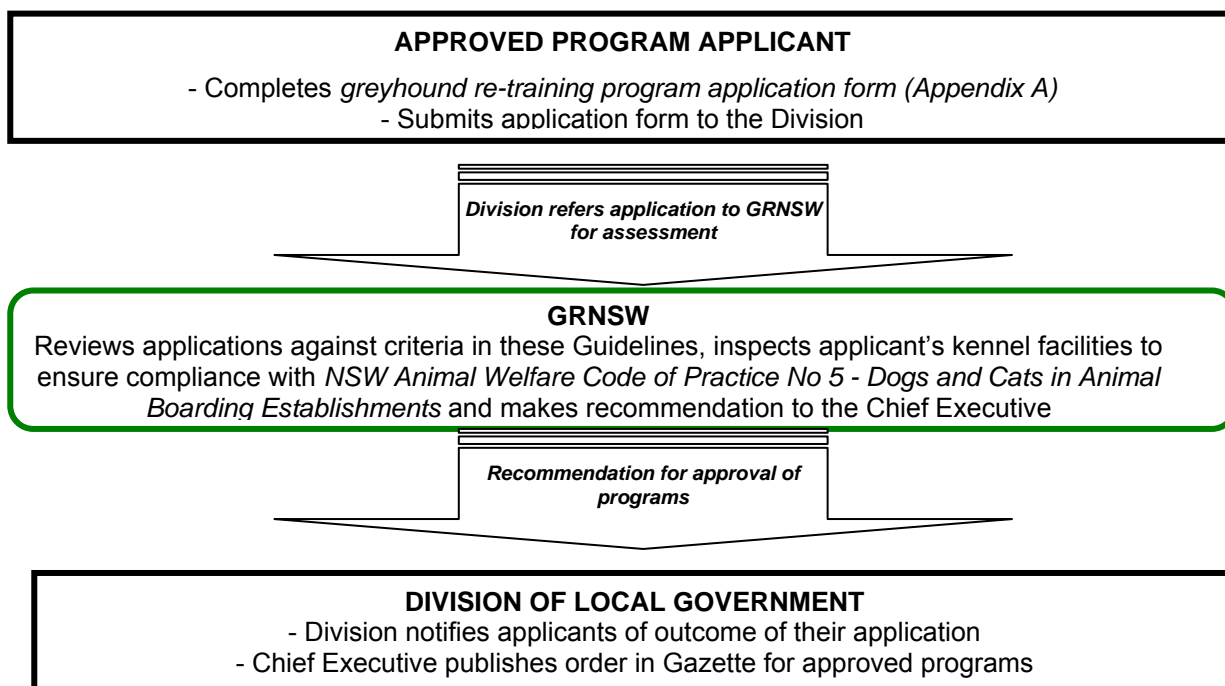 APPROVED PROGRAM APPLICANT
- Completes greyhound re-training program application form (Appendix A)
- Submits application form to the Division
Division refers application to GRNSW
for assessment
GRNSW
Reviews applications against criteria in these Guidelines, inspects applicant's kennel facilities to
ensure compliance with NSW Animal Welfare Code of Practice No 5 - Dogs and Cats in Animal
Boarding Establishments and makes recommendation to the Chief Executive
Recommendation for approval of
programs
DIVISION OF LOCAL GOVERNMENT
- Division notifies applicants of outcome of their application
- Chief Executive publishes order in Gazette for approved programs